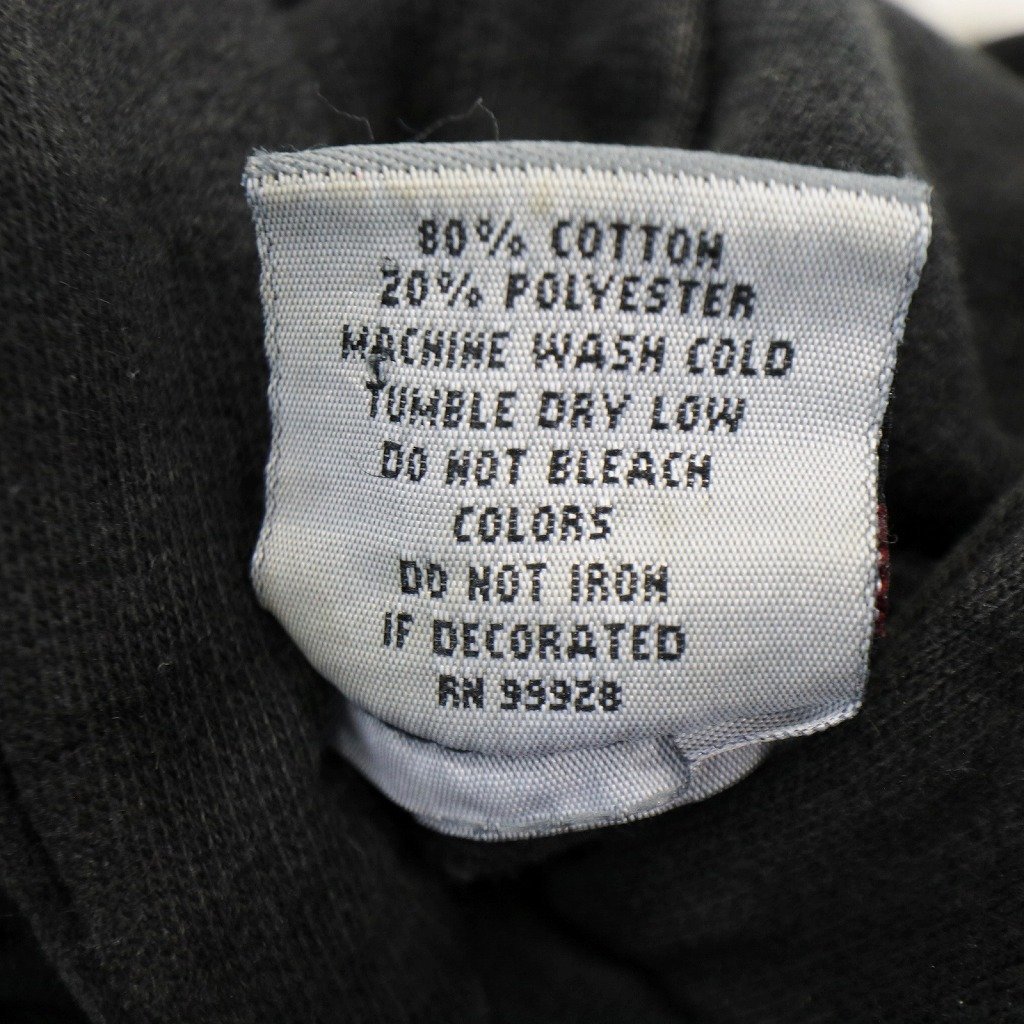 80% COTTON
20% POLYESTER
MACHINE WASH COLD
TUMBLE DRY LOW
DO NOT BLEACH
COLORS
DO NOT IRON
IF DECORATED
RN 99928